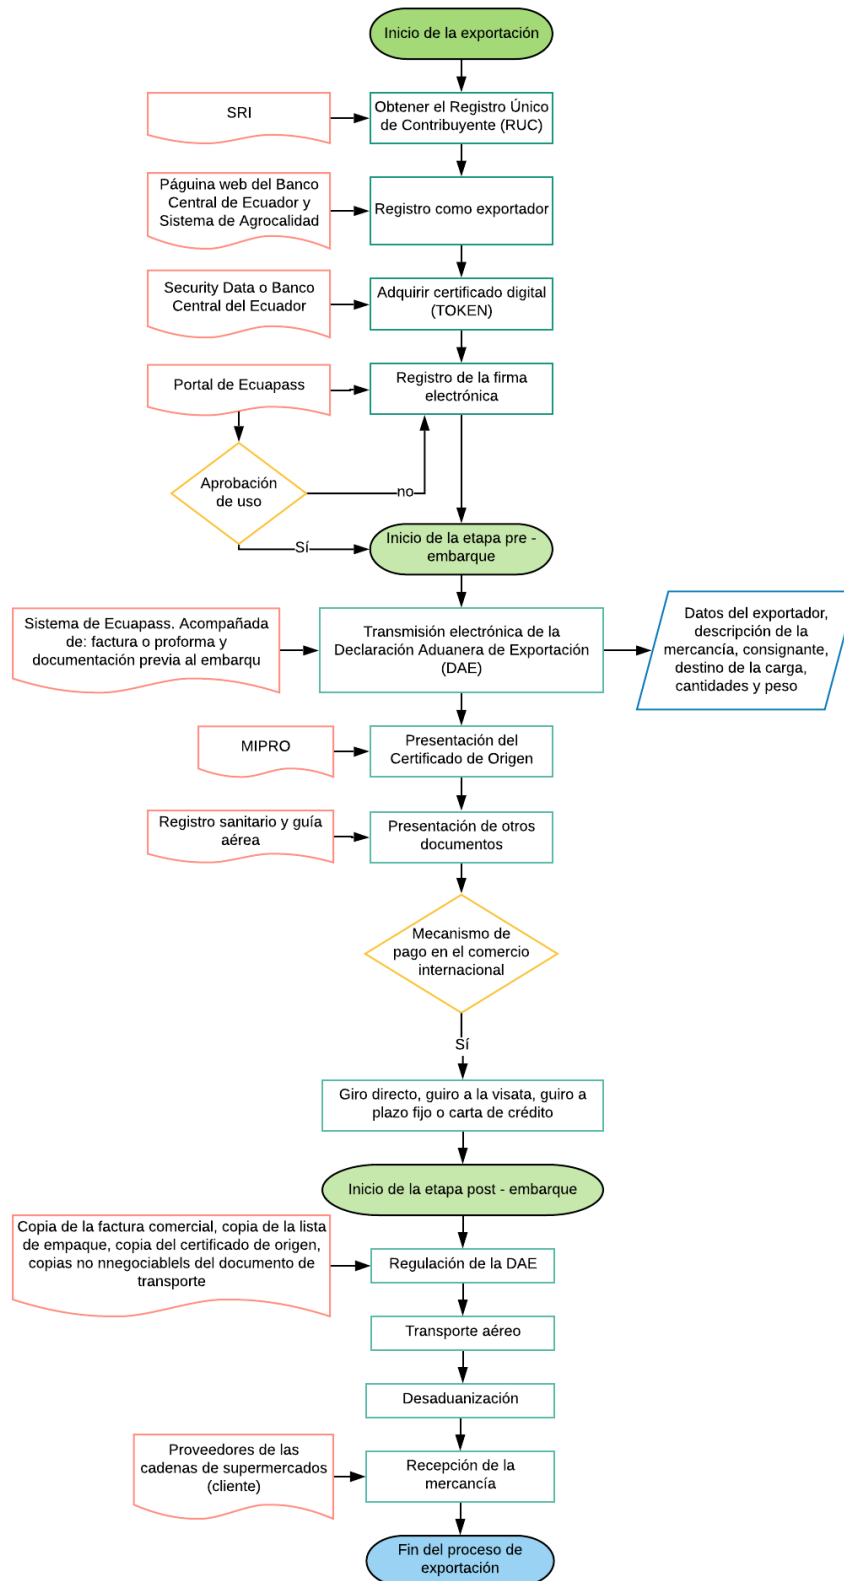 Inicio de la exportación
SRI
Obtener el Registro Único
de Contribuyente (RUC)
Páguina web del Banco
Central de Ecuador y
Sistema de Agrocalidad
Registro como exportador
Security Data o Banco
Central del Ecuador
Adquirir certificado digital
(TOKEN)
Portal de Ecuapass
Registro de la firma
electrónica
Aprobación
de uso
no
Sí
Inicio de la etapa pre -
embarque
Sistema de Ecuapass. Acompañada
de: factura o proforma y
documentación previa al embarqu
Transmisión electrónica de la
Declaración Aduanera de Exportación
(DAE)
Datos del exportador,
descripción de la
mercancía, consignante,
destino de la carga,
cantidades y peso
MIPRO
Presentación del
Certificado de Origen
Registro sanitario y guía
aérea
Presentación de otros
documentos
Mecanismo de
pago en el comercio
internacional
Sí
Giro directo, guiro a la visata, guiro a
plazo fijo o carta de crédito
Inicio de la etapa post - embarque
Copia de la factura comercial, copia de la lista
de empaque, copia del certificado de origen,
copias no nnegociablels del documento de
transporte
Regulación de la DAE
Transporte aéreo
Desaduanización
Proveedores de las
cadenas de supermercados
(cliente)
Recepción de la
mercancía
Fin del proceso de
exportación